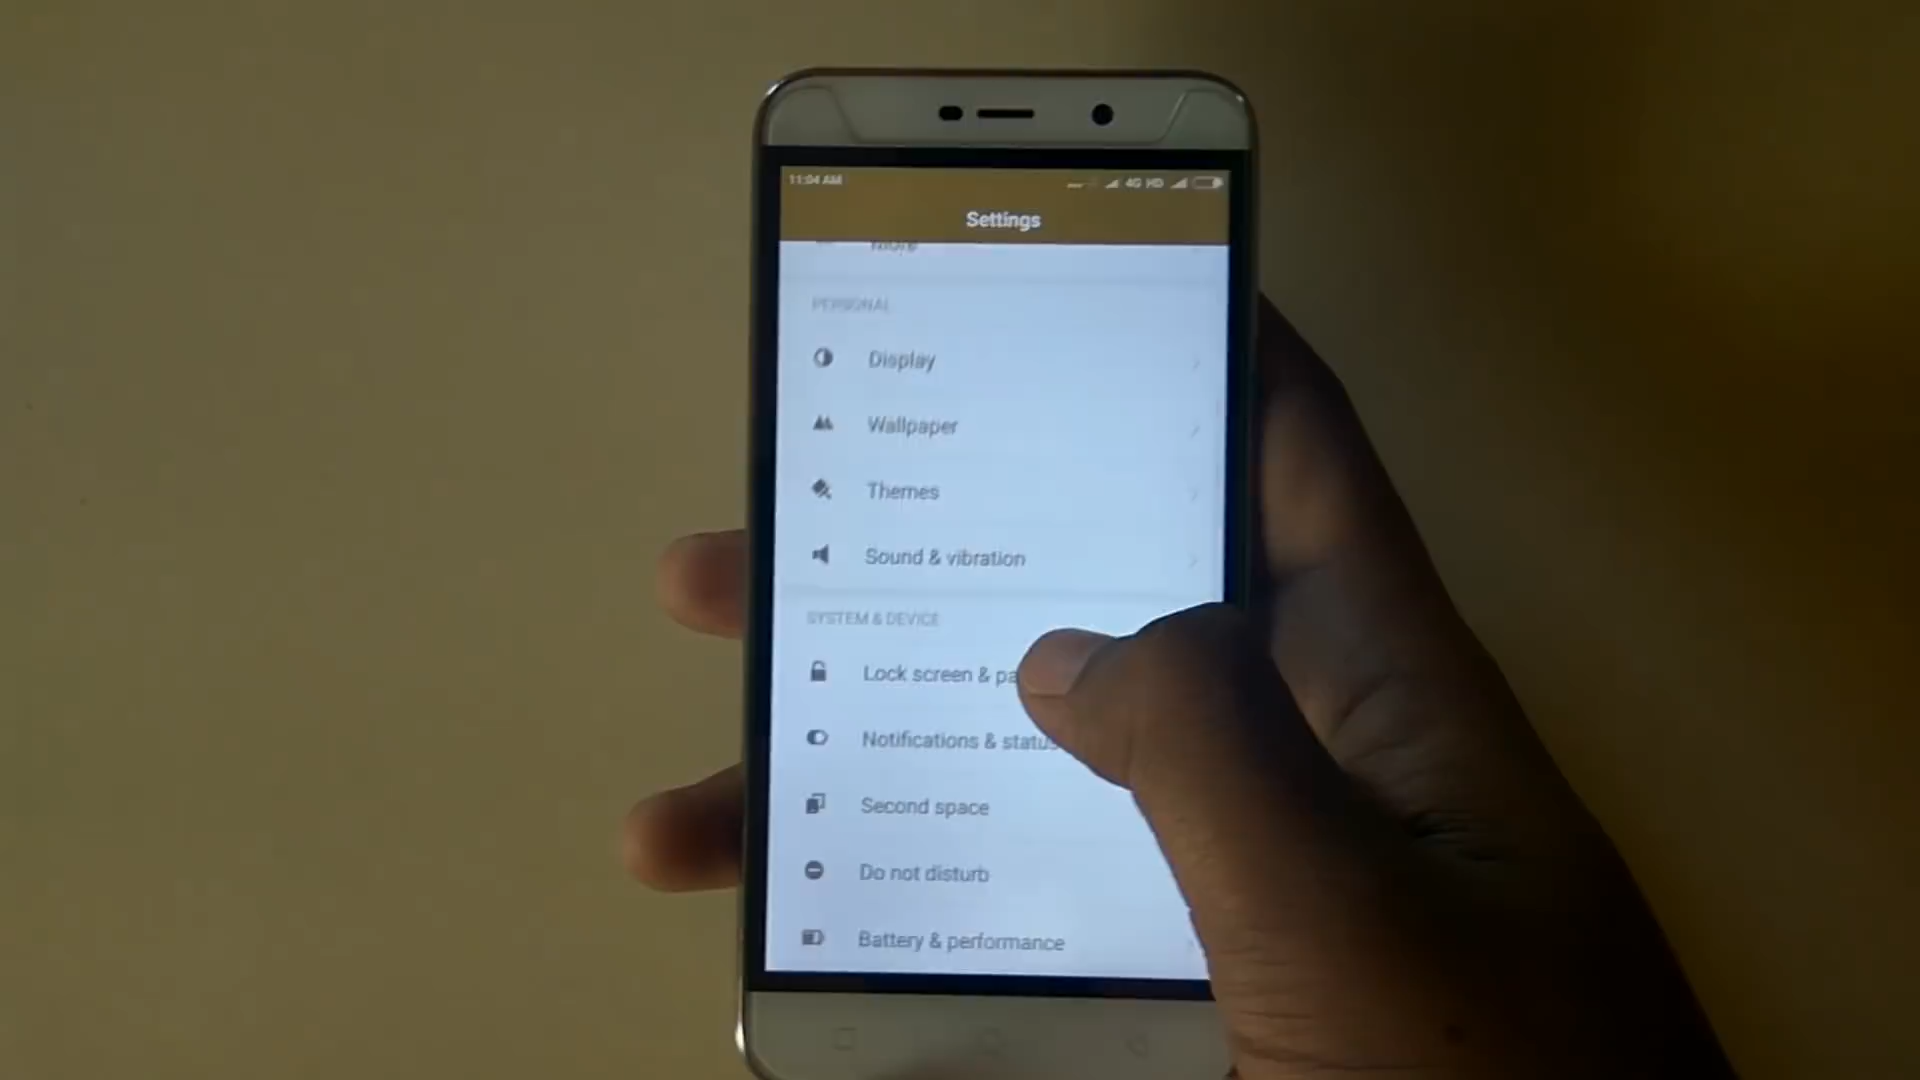 11:04 AM 4G HD
Settings
More
PERSONAL
Display
Wallpaper
Themes
Sound & vibration
SYSTEM & DEVICE
Lock screen & pa
Notifications & status
Second space
Do not disturb
Battery & performance